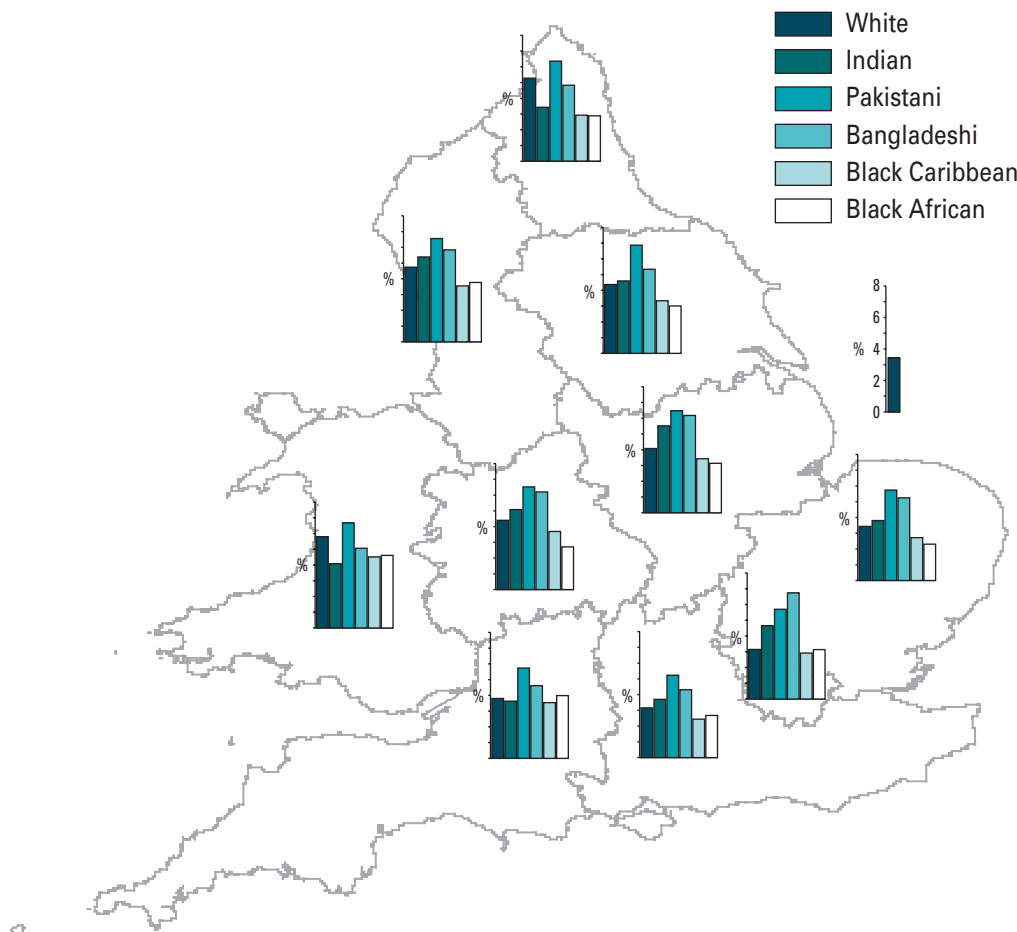 White
Indian
Pakistani
Bangladeshi
Black Caribbean
Black African
%
%
%
8
6
%
4
2
0
%
%
%
%
%
%
%